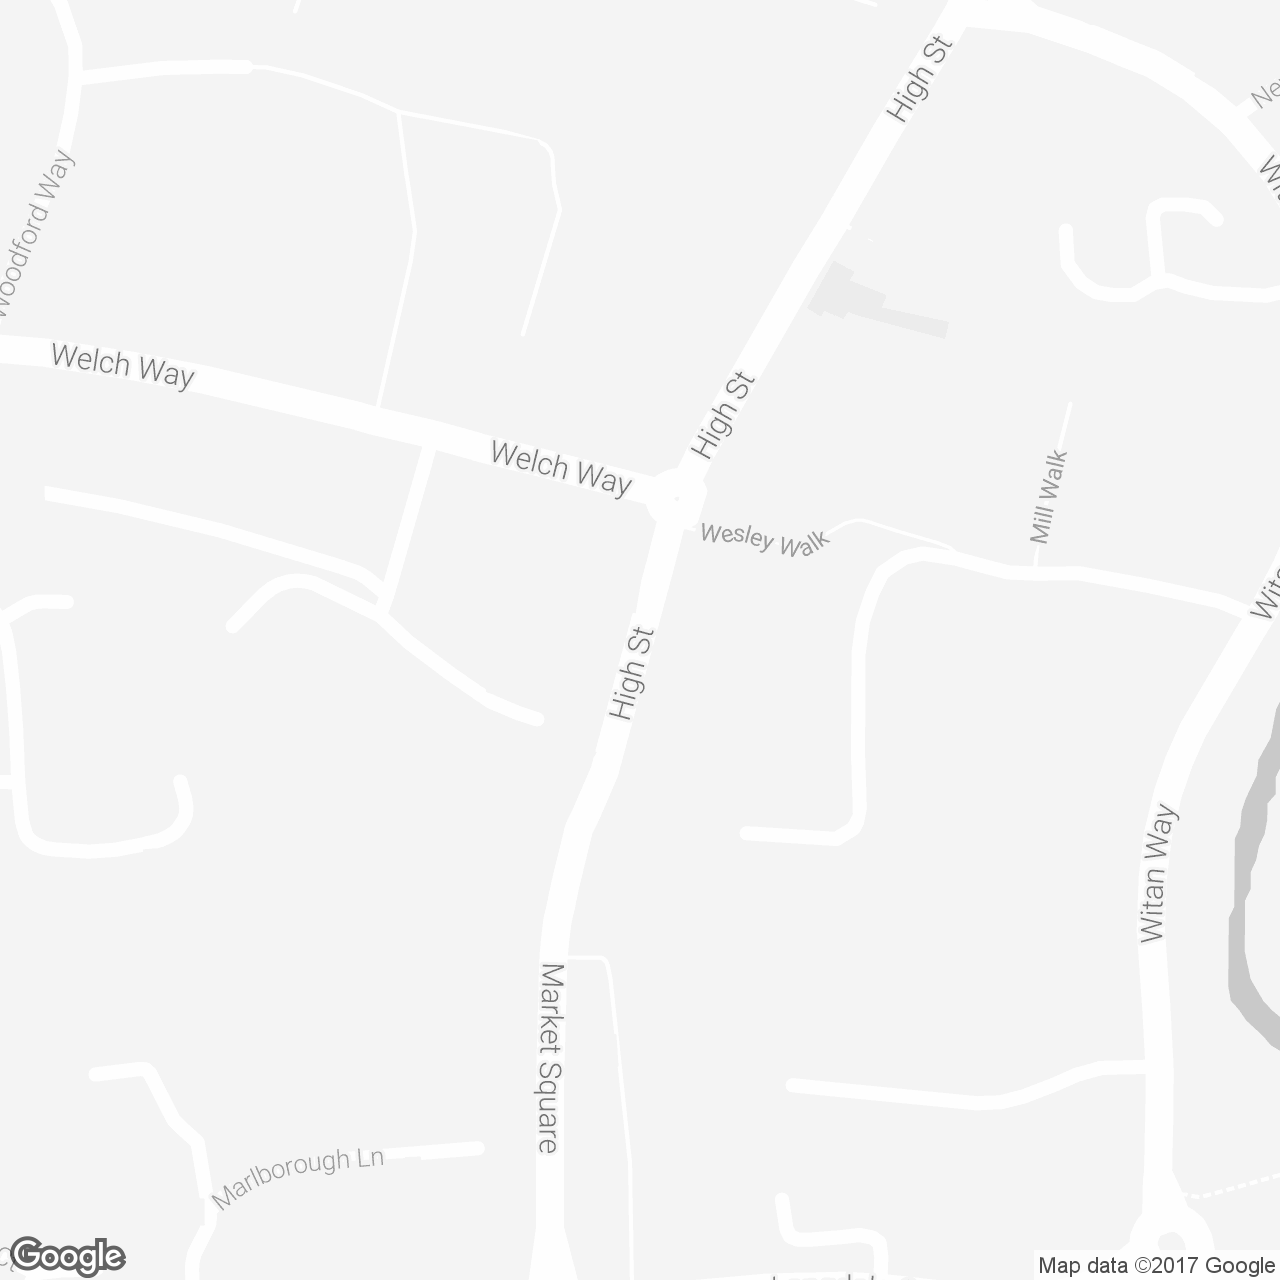 High St
Woodford Way
Welch Way
High St
Welch Way
Wesley Walk
Mill Walk
High St
Witan Way
Market Square
Marlborough Ln
Google
Map data ©2017 Google